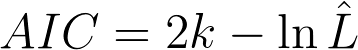 AIC = 2k − ln L̂